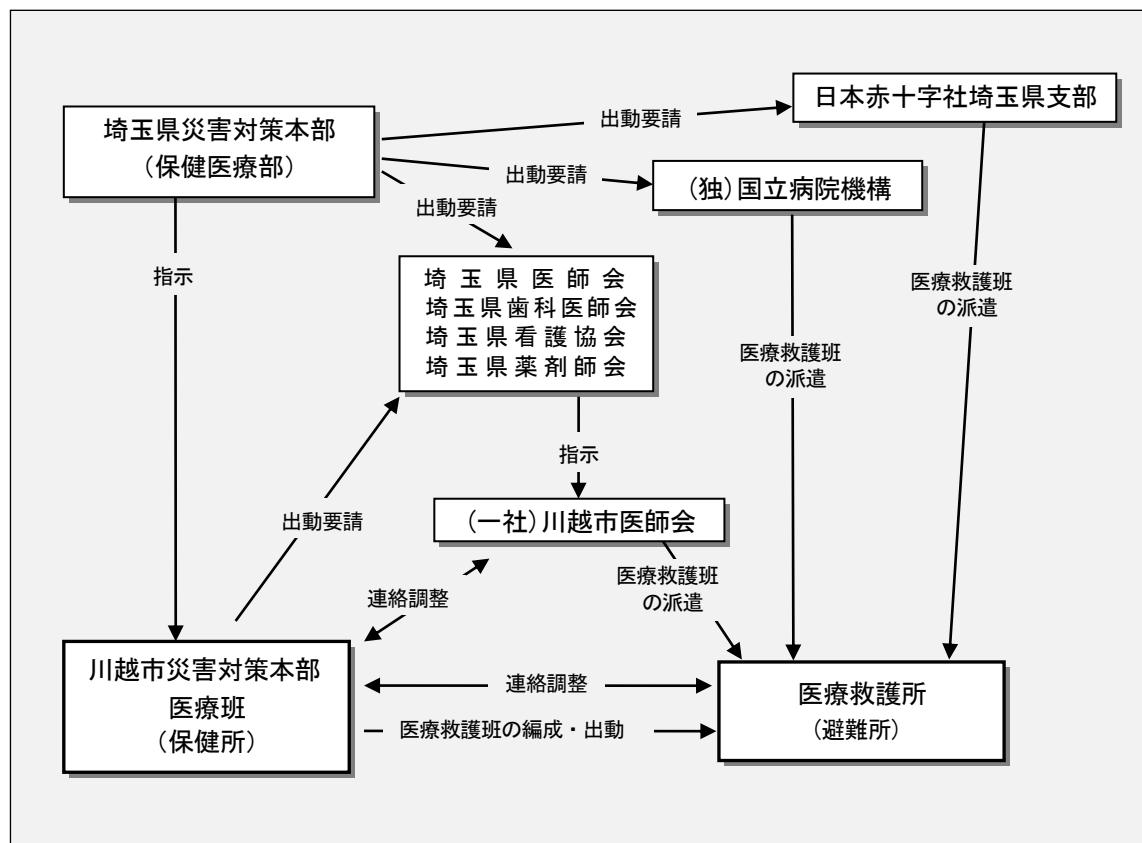 日本赤十字社埼玉県支部
埼玉県災害対策本部
（保健医療部）
出動要請
出動要請
（独）国立病院機構
出動要請
指示
埼玉県医師会
埼玉県歯科医師会
埼玉県看護協会
埼玉県薬剤師会
医療救護班
の派遣
医療救護班
の派遣
指示
出動要請
（一社）川越市医師会
医療救護班
の派遣
連絡調整
川越市災害対策本部
医療班
（保健所）
連絡調整
医療救護班の編成・出動
医療救護所
（避難所）